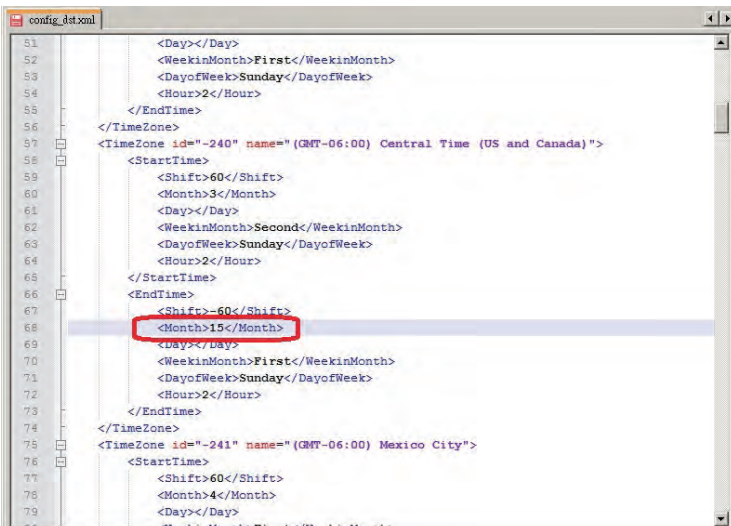 config_dst.xml
51 <Day></Day>
52 <WeekinMonth>First</WeekinMonth>
53 <DayofWeek>Sunday</DayofWeek>
54 <Hour>2</Hour>
55 </EndTime>
56 </TimeZone>
57 <TimeZone id="-240" name="(GMT-06:00) Central Time (US and Canada)">
58 <StartTime>
59 <Shift>60</Shift>
60 <Month>3</Month>
61 <Day></Day>
62 <WeekinMonth>Second</WeekinMonth>
63 <DayofWeek>Sunday</DayofWeek>
64 <Hour>2</Hour>
65 </StartTime>
66 <EndTime>
67 <Shift>-60</Shift>
68 <Month>15</Month>
69 <Day></Day>
70 <WeekinMonth>First</WeekinMonth>
71 <DayofWeek>Sunday</DayofWeek>
72 <Hour>2</Hour>
73 </EndTime>
74 </TimeZone>
75 <TimeZone id="-241" name="(GMT-06:00) Mexico City">
76 <StartTime>
77 <Shift>60</Shift>
78 <Month>4</Month>
79 <Day></Day>